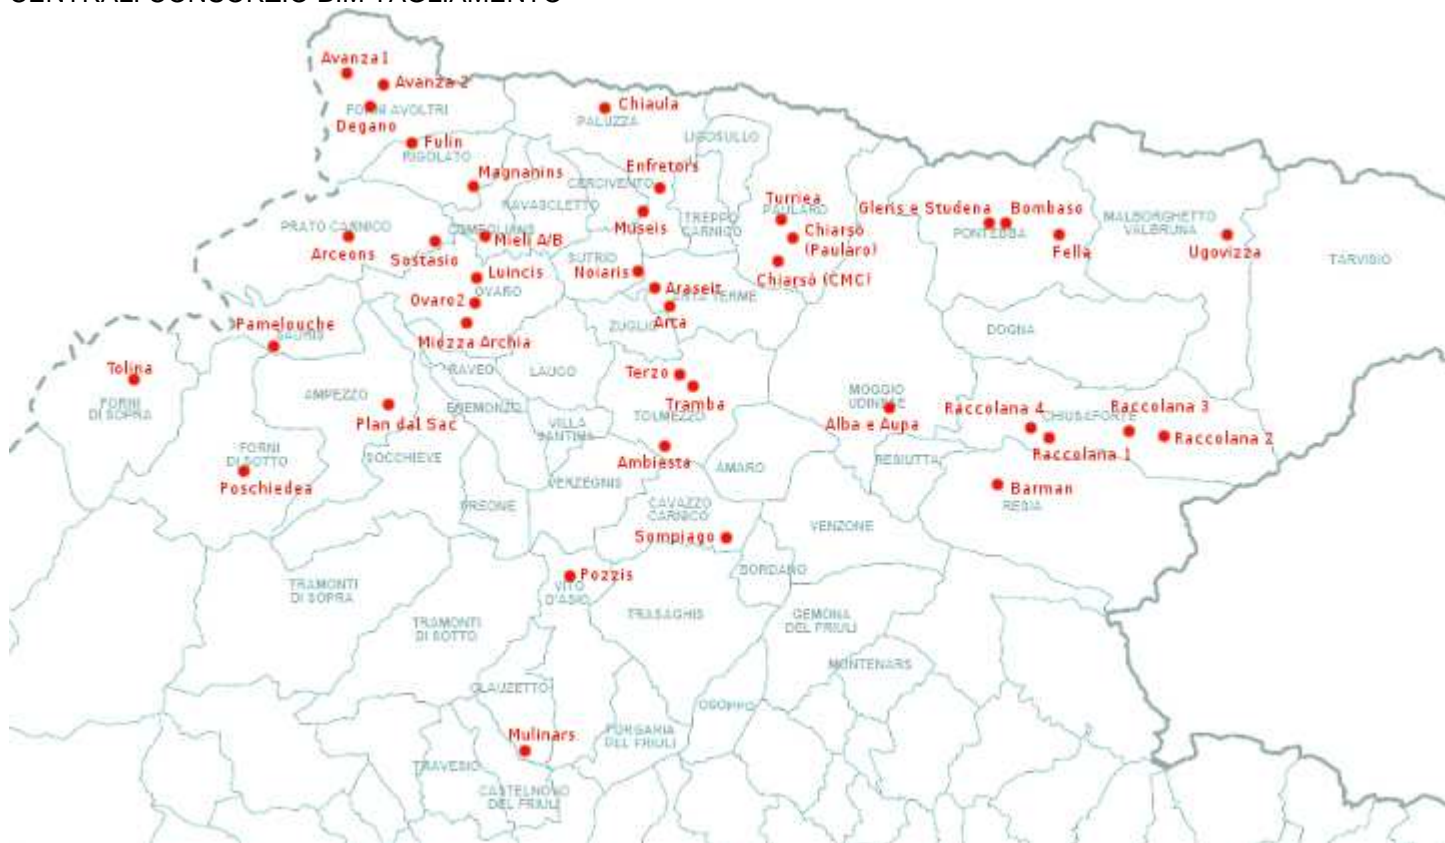 CENTRALI CONSORZIO BIM TAGLIAMENTO
Avanza1
Avanza 2
FORNI AVOLTRI
Degano
Chiaula
PALUZZA
LIGOSULLO
Fulin
RIGOLATO
Magnanins
Enfretors
CERCIVENTO
RAVASCLETTO
Museis
TREPPO
CARNICO
Turriea
PAULARO
Chiarsò
(Paularo)
Chiarsò (CMC)
Gleris e Studena
Bombaso
PONTEBBA
Fella
MALBORGHETTO
VALBRUNA
Ugovizza
TARVISIO
PRATO CARNICO
Arceons
Sostasio
COMEGLIANS
Mieli A/B
SUTRIO
Noiaris
Luincis
OVARO
Ovaro2
Araseit
ARTA TERME
Arta
ZUGLIO
Miozza Archia
Pamelouche
SAURIS
DOGNA
Tolina
FORNI
DI SOPRA
AMPEZZO
Plan dal Sac
RAVEO
LAUCO
Terzo
Tramba
TOLMEZZO
ENEMONZO
VILLA
SANTINA
MOGGIO
UDINESE
Alba e Aupa
Raccolana 4
CHIUSAFORTE
Raccolana 3
Raccolana 2
Raccolana 1
FORNI
DI SOTTO
Poschiedea
SOCCHIEVE
Ambiesta
AMARO
RESIUTTA
VERZEGNIS
PREONE
CAVAZZO
CARNICO
Barman
RESIA
Sompiago
VENZONE
BORDANO
Pozzis
VITO
D'ASIO
TRAMONTI
DI SOPRA
TRAMONTI
DI SOTTO
TRASAGHIS
GEMONA
DEL FRIULI
MONTENARS
CLAUZETTO
OSOPPO
Mulinars
FORGARIA
DEL FRIULI
TRAVESIO
CASTELNOVO
DEL FRIULI